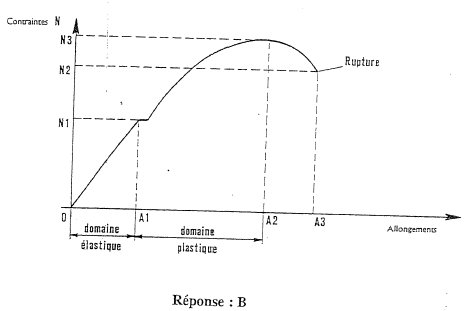 Contraintes N
N3
N2
Rupture
N1
0
A1
A2
A3
Allongements
domaine
élastique
domaine
plastique
Réponse : B